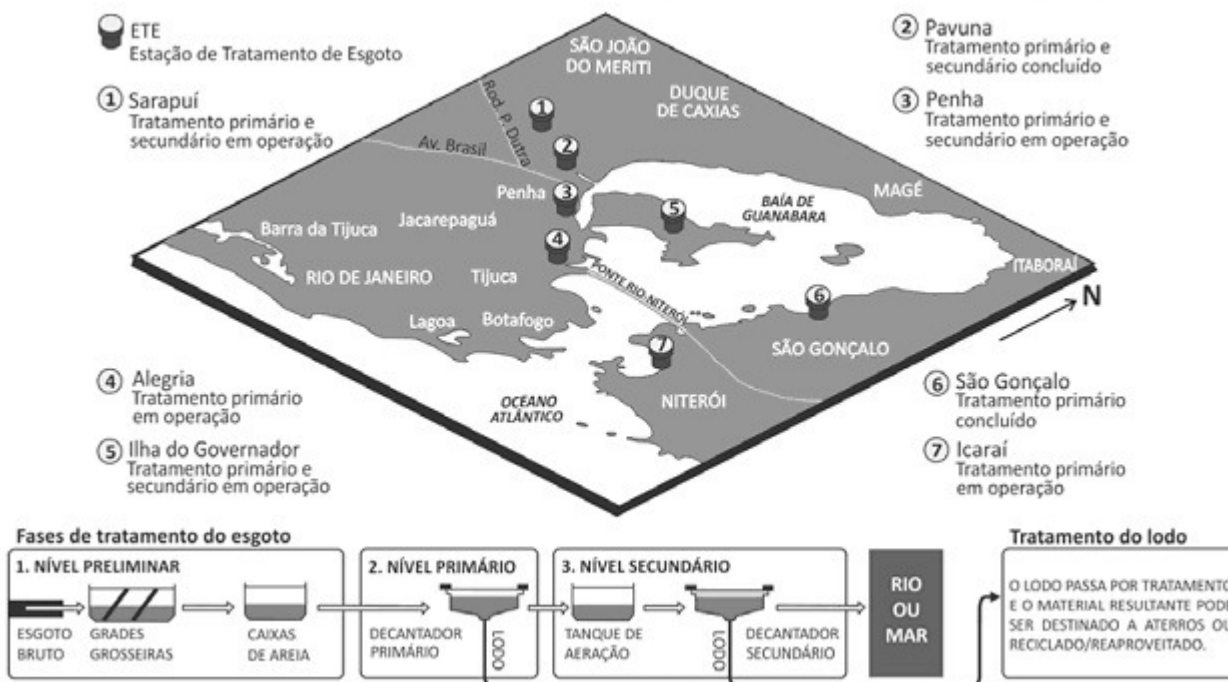 ETE
Estação de Tratamento de Esgoto
1 Sarapuí
Tratamento primário e
secundário em operação
2 Pavuna
Tratamento primário e
secundário concluído
3 Penha
Tratamento primário e
secundário em operação
SÃO JOÃO
DO MERITI
DUQUE
DE CAXIAS
Rod. P. Dutra
Av. Brasil
1
2
3
4
5
6
7
Penha
MAGÉ
BAÍA DE
GUANABARA
Jacarepaguá
Barra da Tijuca
ITABORAÍ
RIO DE JANEIRO
Tijuca
PONTE RIO-NITERÓI
N
Lagoa
Botafogo
SÃO GONÇALO
NITERÓI
OCEANO
ATLÂNTICO
4 Alegria
Tratamento primário
em operação
5 Ilha do Governador
Tratamento primário e
secundário em operação
6 São Gonçalo
Tratamento primário
concluído
7 Icaraí
Tratamento primário
em operação
Fases de tratamento do esgoto
1. NÍVEL PRELIMINAR
ESGOTO
BRUTO
GRADES
GROSSEIRAS
CAIXAS
DE AREIA
2. NÍVEL PRIMÁRIO
DECANTADOR
PRIMÁRIO
LODO
3. NÍVEL SECUNDÁRIO
TANQUE DE
AERAÇÃO
LODO
DECANTADOR
SECUNDÁRIO
RIO
OU
MAR
Tratamento do lodo
O LODO PASSA POR TRATAMENTO
E O MATERIAL RESULTANTE PODE
SER DESTINADO A ATERROS OU
RECICLADO/REAPROVEITADO.